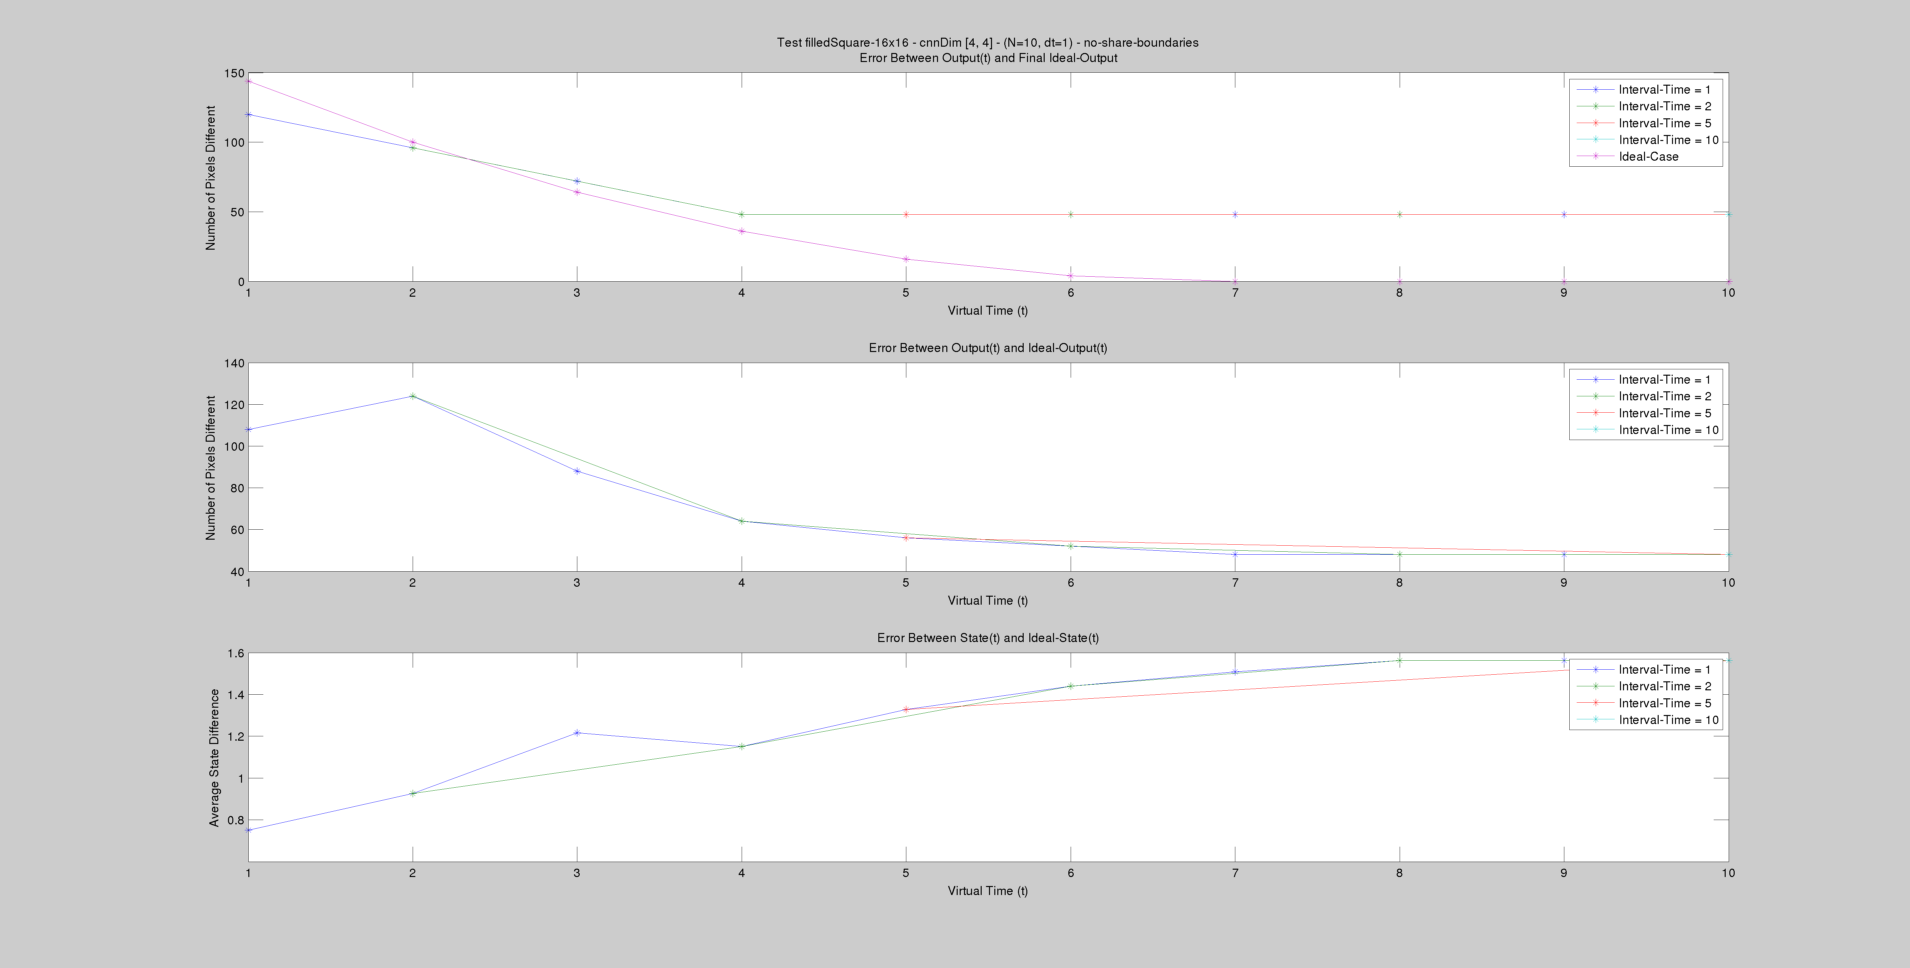 Test filledSquare-16x16 - cnnDim [4, 4] - (N=10, dt=1) - no-share-boundaries
Error Between Output(t) and Final Ideal-Output
Number of Pixels Different
150
100
50
0
1 2 3 4 5 6 7 8 9 10
Virtual Time (t)
Interval-Time = 1
Interval-Time = 2
Interval-Time = 5
Interval-Time = 10
Ideal-Case
Error Between Output(t) and Ideal-Output(t)
Number of Pixels Different
140
120
100
80
60
40
1 2 3 4 5 6 7 8 9 10
Virtual Time (t)
Interval-Time = 1
Interval-Time = 2
Interval-Time = 5
Interval-Time = 10
Error Between State(t) and Ideal-State(t)
Average State Difference
1.6
1.4
1.2
1
0.8
1 2 3 4 5 6 7 8 9 10
Virtual Time (t)
Interval-Time = 1
Interval-Time = 2
Interval-Time = 5
Interval-Time = 10